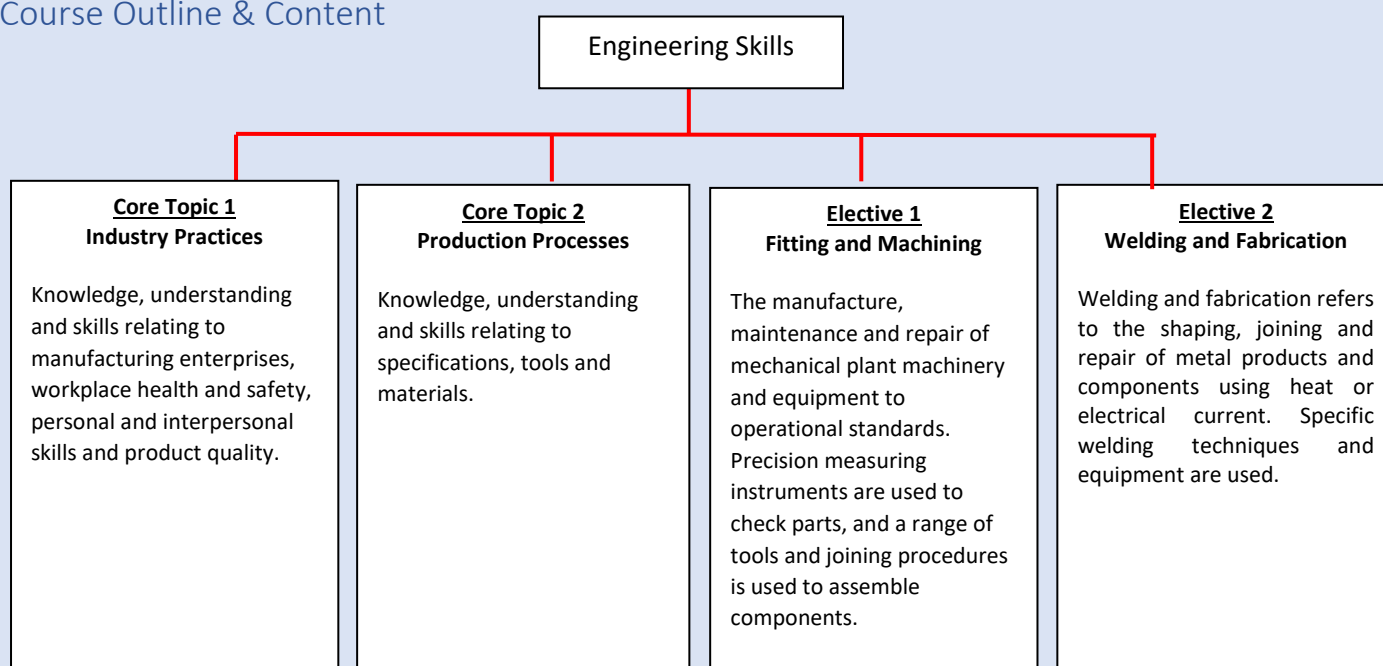 Course Outline & Content
Engineering Skills
Core Topic 1
Industry Practices
Knowledge, understanding
and skills relating to
manufacturing enterprises,
workplace health and safety,
personal and interpersonal
skills and product quality.
Core Topic 2
Production Processes
Knowledge, understanding
and skills relating to
specifications, tools and
materials.
Elective 1
Fitting and Machining
The manufacture,
maintenance and repair of
mechanical plant machinery
and equipment to
operational standards.
Precision measuring
instruments are used to
check parts, and a range of
tools and joining procedures
is used to assemble
components.
Elective 2
Welding and Fabrication
Welding and fabrication refers
to the shaping, joining and
repair of metal products and
components using heat or
electrical current. Specific
welding techniques and
equipment are used.